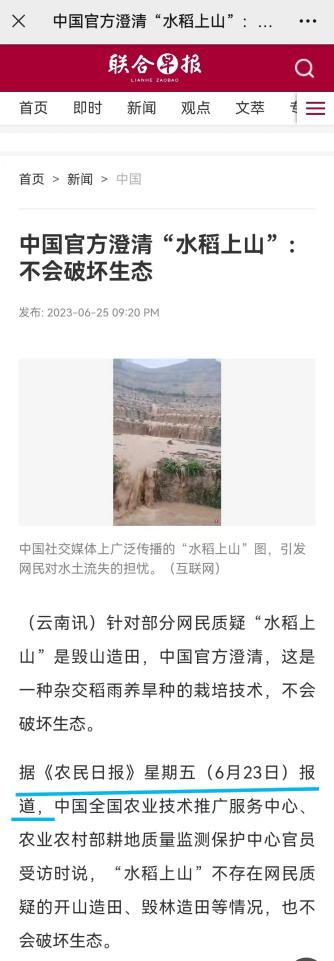 中国官方澄清“水稻上山”：...
联合早报
LIANHE ZAOBAO
首页 即时 新闻 观点 文萃
首页 > 新闻 > 中国
中国官方澄清“水稻上山”：
不会破坏生态
发布: 2023-06-25 09:20 PM
中国社交媒体上广泛传播的“水稻上山”图，引发
网民对水土流失的担忧。（互联网）
（云南讯）针对部分网民质疑“水稻上
山”是毁山造田，中国官方澄清，这是
一种杂交稻雨养旱种的栽培技术，不会
破坏生态。
据《农民日报》星期五（6月23日）报
道，中国全国农业技术推广服务中心、
农业农村部耕地质量监测保护中心官员
受访时说，“水稻上山”不存在网民质
疑的开山造田、毁林造田等情况，也不
会破坏生态。